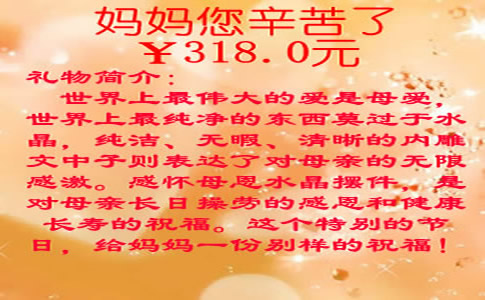 妈妈您辛苦了
￥318.0元
礼物简介：
世界上最伟大的爱是母爱，
世界上最纯净的东西莫过于水
晶，纯洁、无暇、清晰的内雕
文中子则表达了对母亲的无限
感激。感怀母恩水晶摆件，是
对母亲长日操劳的感恩和健康
长寿的祝福。这个特别的节
日，给妈妈一份别样的祝福！